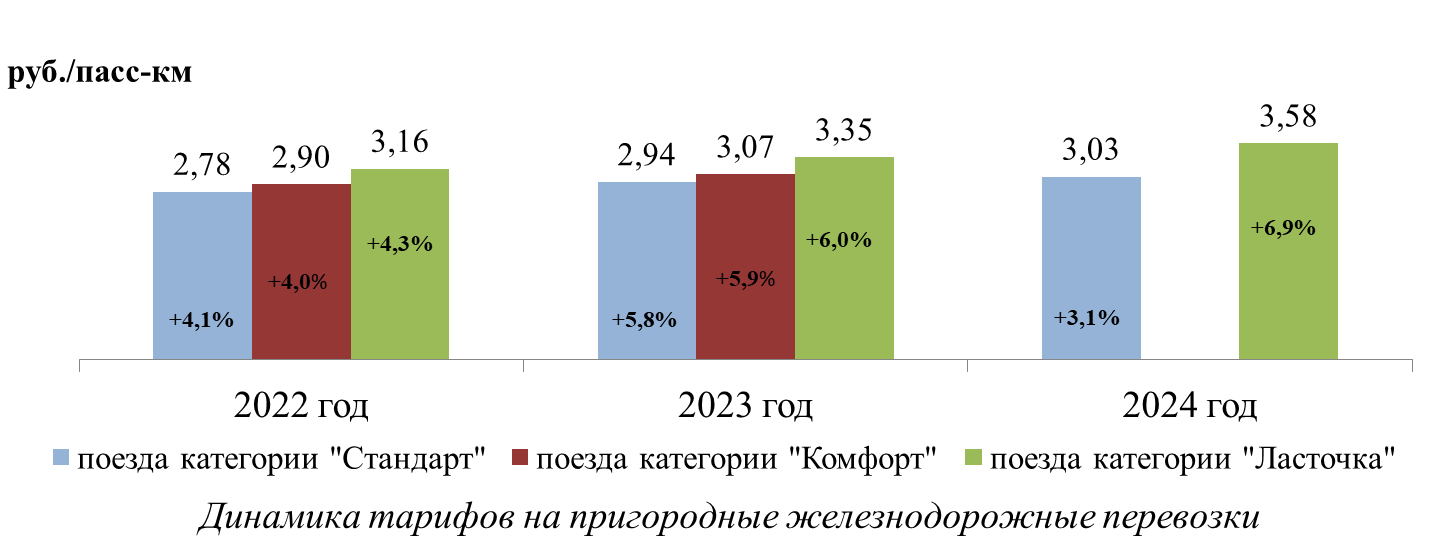 руб./пасс-км
2,78 2,90 3,16 2,94 3,07 3,35 3,03 3,58
+4,1% +4,0% +4,3% +5,8% +5,9% +6,0% +3,1% +6,9%
2022 год 2023 год 2024 год
поезда категории "Стандарт" поезда категории "Комфорт" поезда категории "Ласточка"
Динамика тарифов на пригородные железнодорожные перевозки